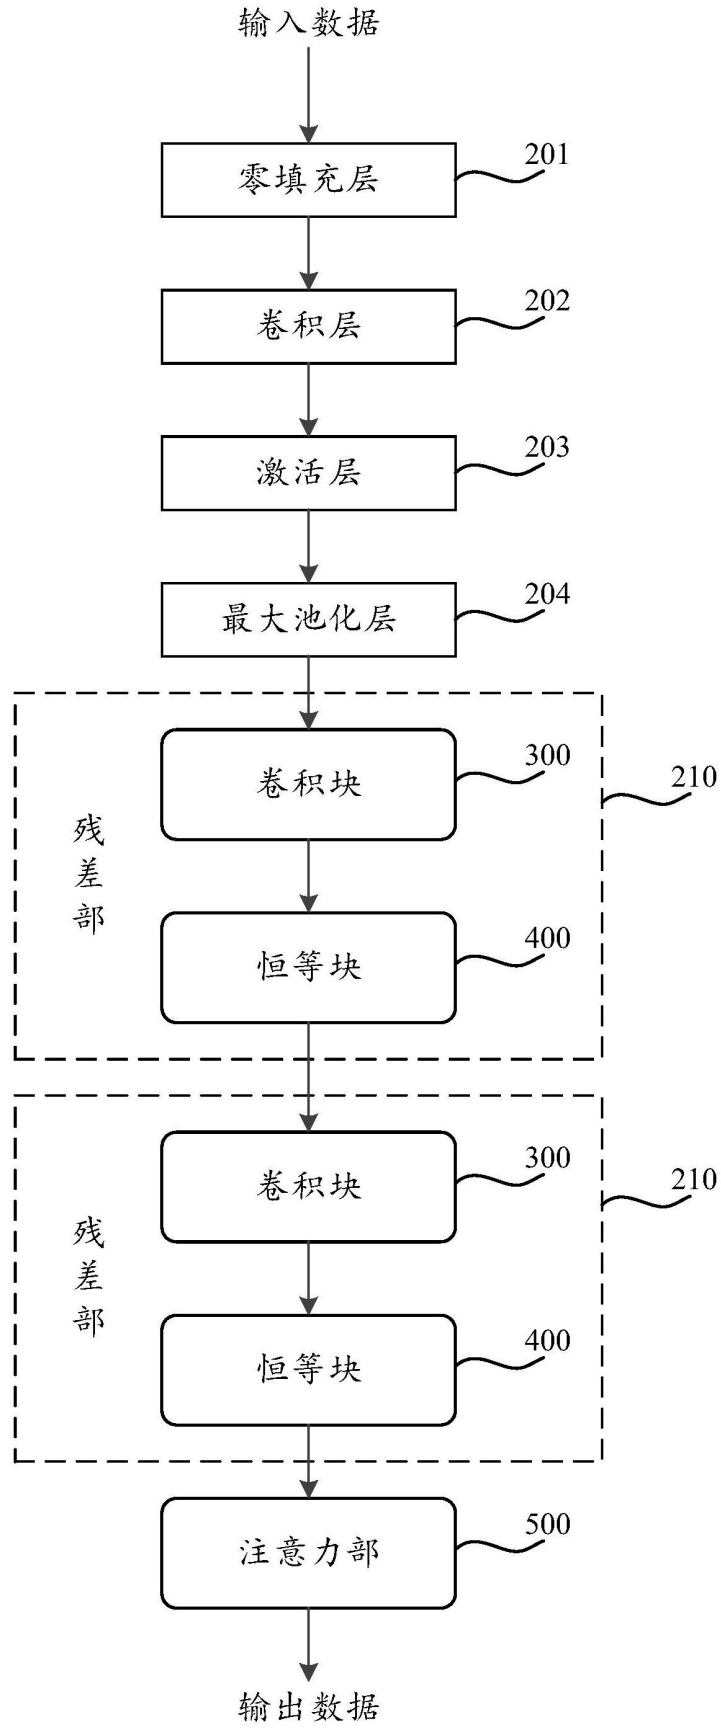 输入数据
零填充层
201
卷积层
202
激活层
203
最大池化层
204
残差部
卷积块
300
210
恒等块
400
残差部
卷积块
300
210
恒等块
400
注意力部
500
输出数据